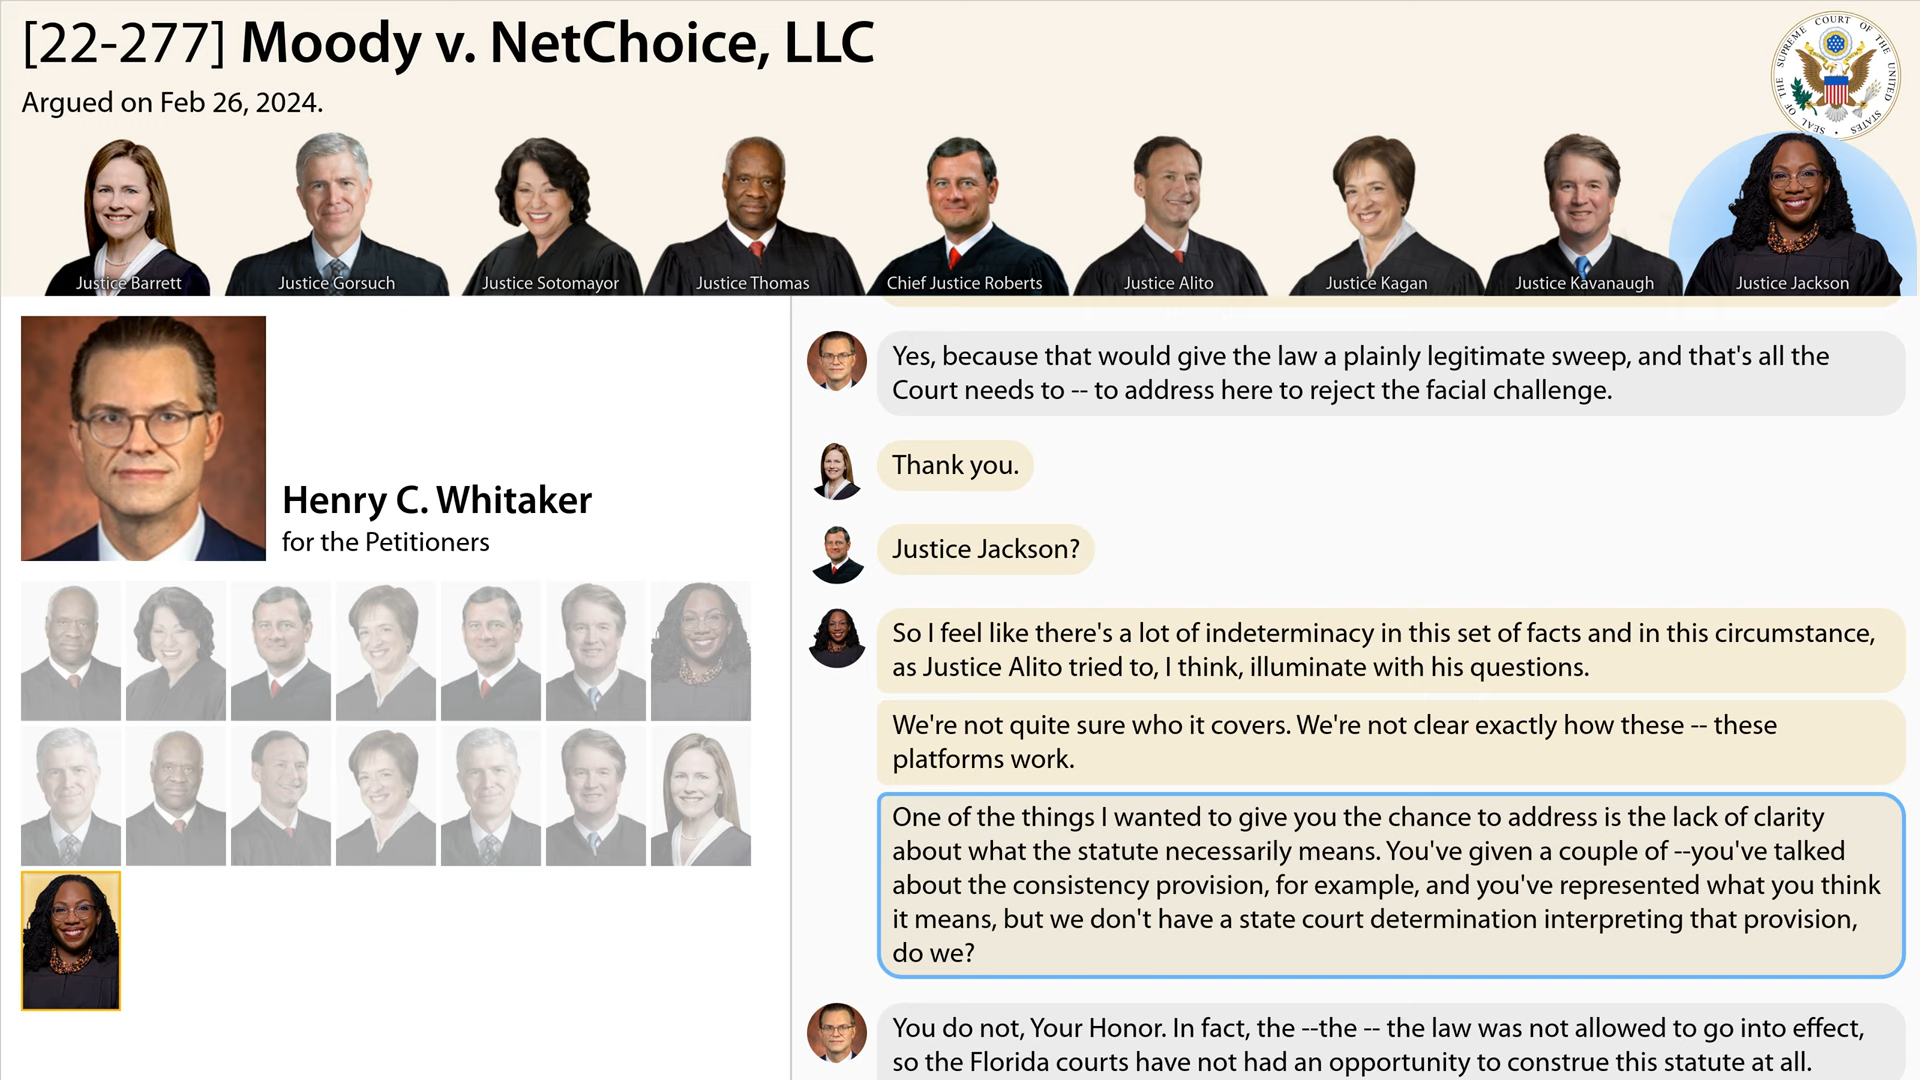 [22-277] Moody v. NetChoice, LLC
Argued on Feb 26, 2024.
SEAL OF THE SUPREME COURT OF THE UNITED STATES
Justice Barrett
Justice Gorsuch
Justice Sotomayor
Justice Thomas
Chief Justice Roberts
Justice Alito
Justice Kagan
Justice Kavanaugh
Justice Jackson
Henry C. Whitaker
for the Petitioners
Yes, because that would give the law a plainly legitimate sweep, and that's all the
Court needs to -- to address here to reject the facial challenge.
Thank you.
Justice Jackson?
So I feel like there's a lot of indeterminacy in this set of facts and in this circumstance,
as Justice Alito tried to, I think, illuminate with his questions.
We're not quite sure who it covers. We're not clear exactly how these -- these
platforms work.
One of the things I wanted to give you the chance to address is the lack of clarity
about what the statute necessarily means. You've given a couple of --you've talked
about the consistency provision, for example, and you've represented what you think
it means, but we don't have a state court determination interpreting that provision,
do we?
You do not, Your Honor. In fact, the --the -- the law was not allowed to go into effect,
so the Florida courts have not had an opportunity to construe this statute at all.